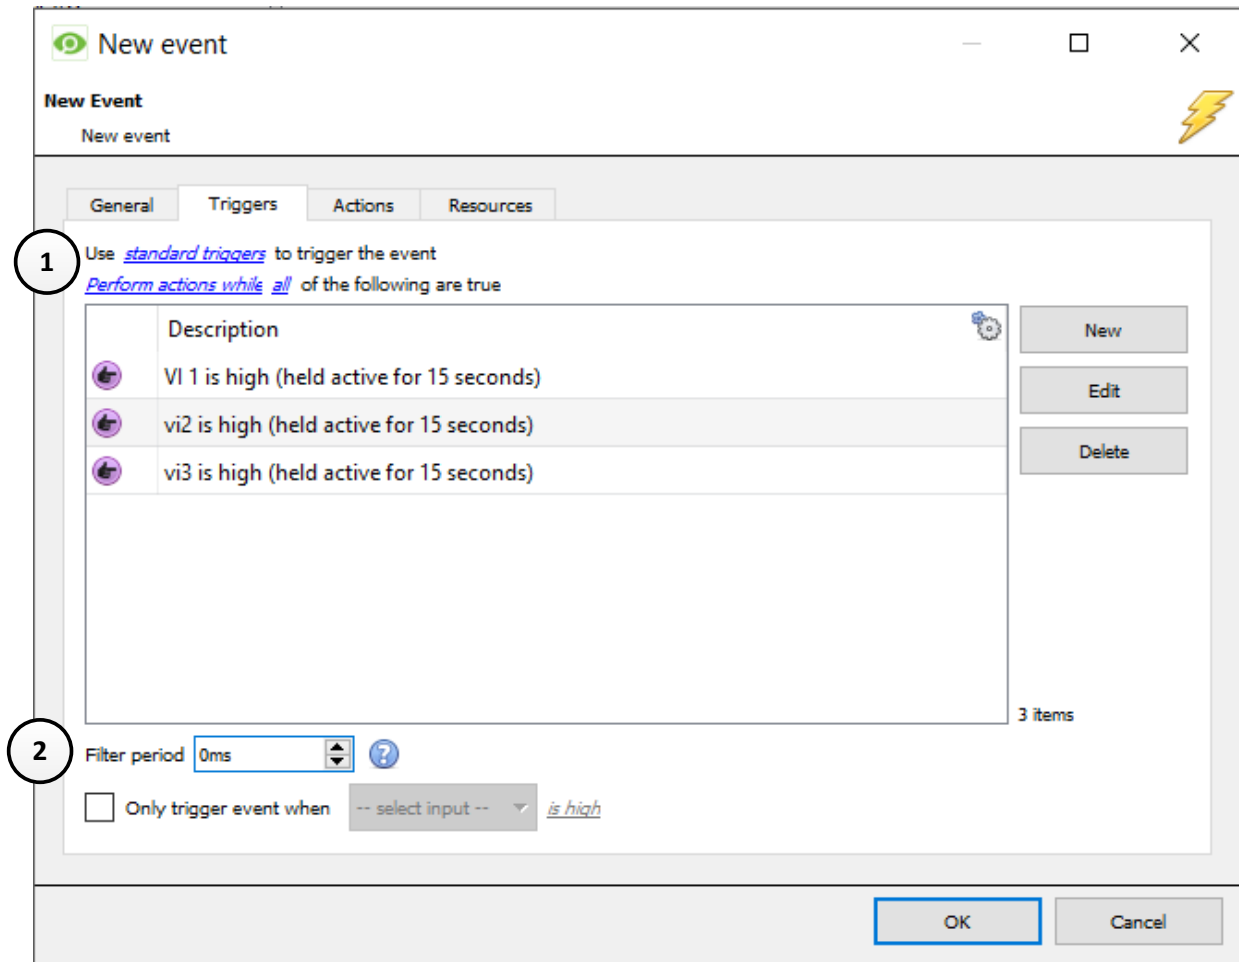 New event
New Event
New event
General Triggers Actions Resources
1
Use standard triggers to trigger the event
Perform actions while all of the following are true
Description
New
VI 1 is high (held active for 15 seconds)
Edit
vi2 is high (held active for 15 seconds)
Delete
vi3 is high (held active for 15 seconds)
3 items
2
Filter period 0ms ?
Only trigger event when -- select input -- is high
OK Cancel